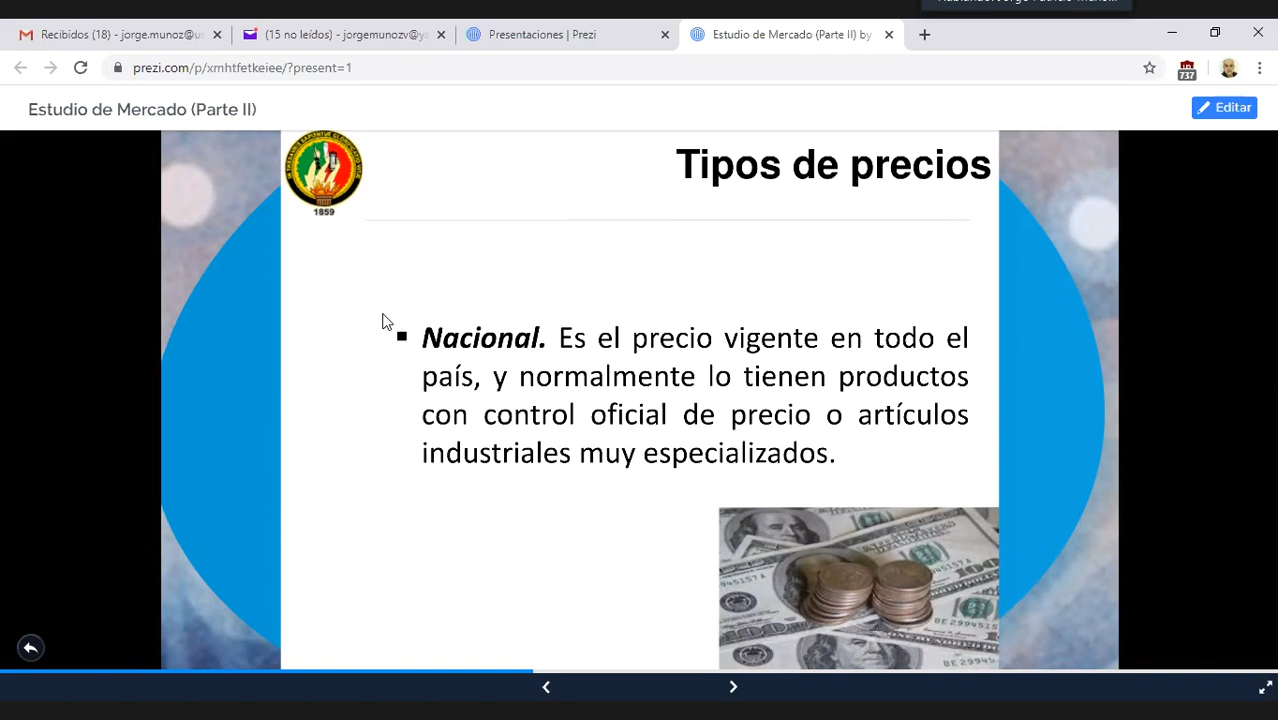 Recibidos (18) - jorge.munoz@u
(15 no leídos) - jorgemunozv@y
Presentaciones | Prezi
Estudio de Mercado (Parte II) by
prezi.com/p/xmhtfetkeiee/?present=1
737
Estudio de Mercado (Parte II)
Editar
Tipos de precios
1859
▪ Nacional. Es el precio vigente en todo el
país, y normalmente lo tienen productos
con control oficial de precio o artículos
industriales muy especializados.